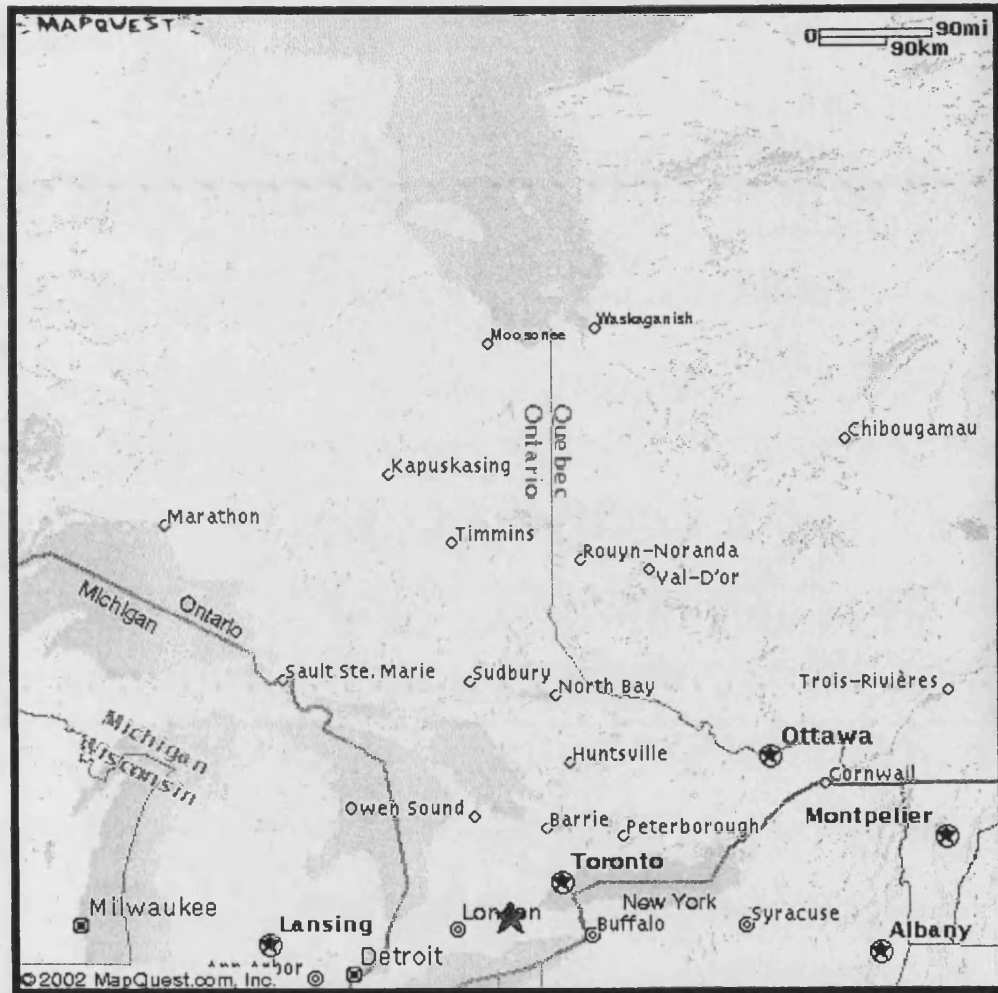 MAPQUEST
0 90mi
90km
Waskaganish
Moosonee
Quebec
Ontario
Chibougamau
Kapuskasing
Marathon
Timmins
Rouyn-Noranda
Val-D'or
Michigan
Ontario
Sault Ste. Marie
Sudbury
North Bay
Trois-Rivières
Michigan
Wisconsin
Ottawa
Huntsville
Cornwall
Owen Sound
Barrie
Peterborough
Montpelier
Toronto
New York
Milwaukee
London
Syracuse
Lansing
Buffalo
Albany
Detroit
Ann Arbor
©2002 MapQuest.com, Inc.